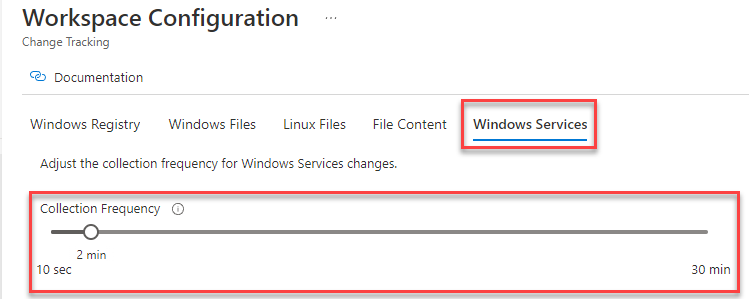 Workspace Configuration ...
Change Tracking
Documentation
Windows Registry Windows Files Linux Files File Content Windows Services
Adjust the collection frequency for Windows Services changes.
Collection Frequency
2 min
10 sec 30 min